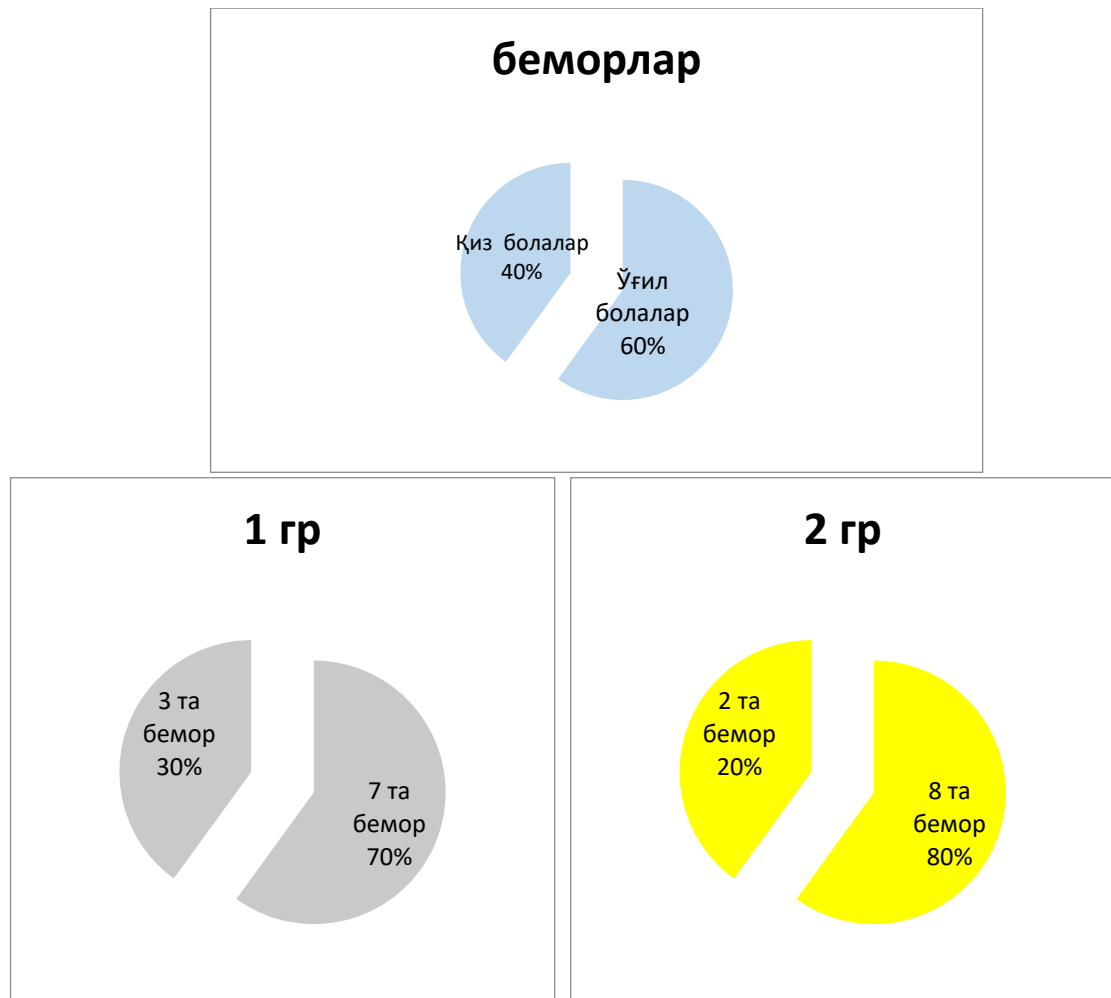 беморлар
Қиз  болалар
40%
Ўғил
болалар
60%
1 гр
3 та
бемор
30%
7 та
бемор
70%
2 гр
2 та
бемор
20%
8 та
бемор
80%